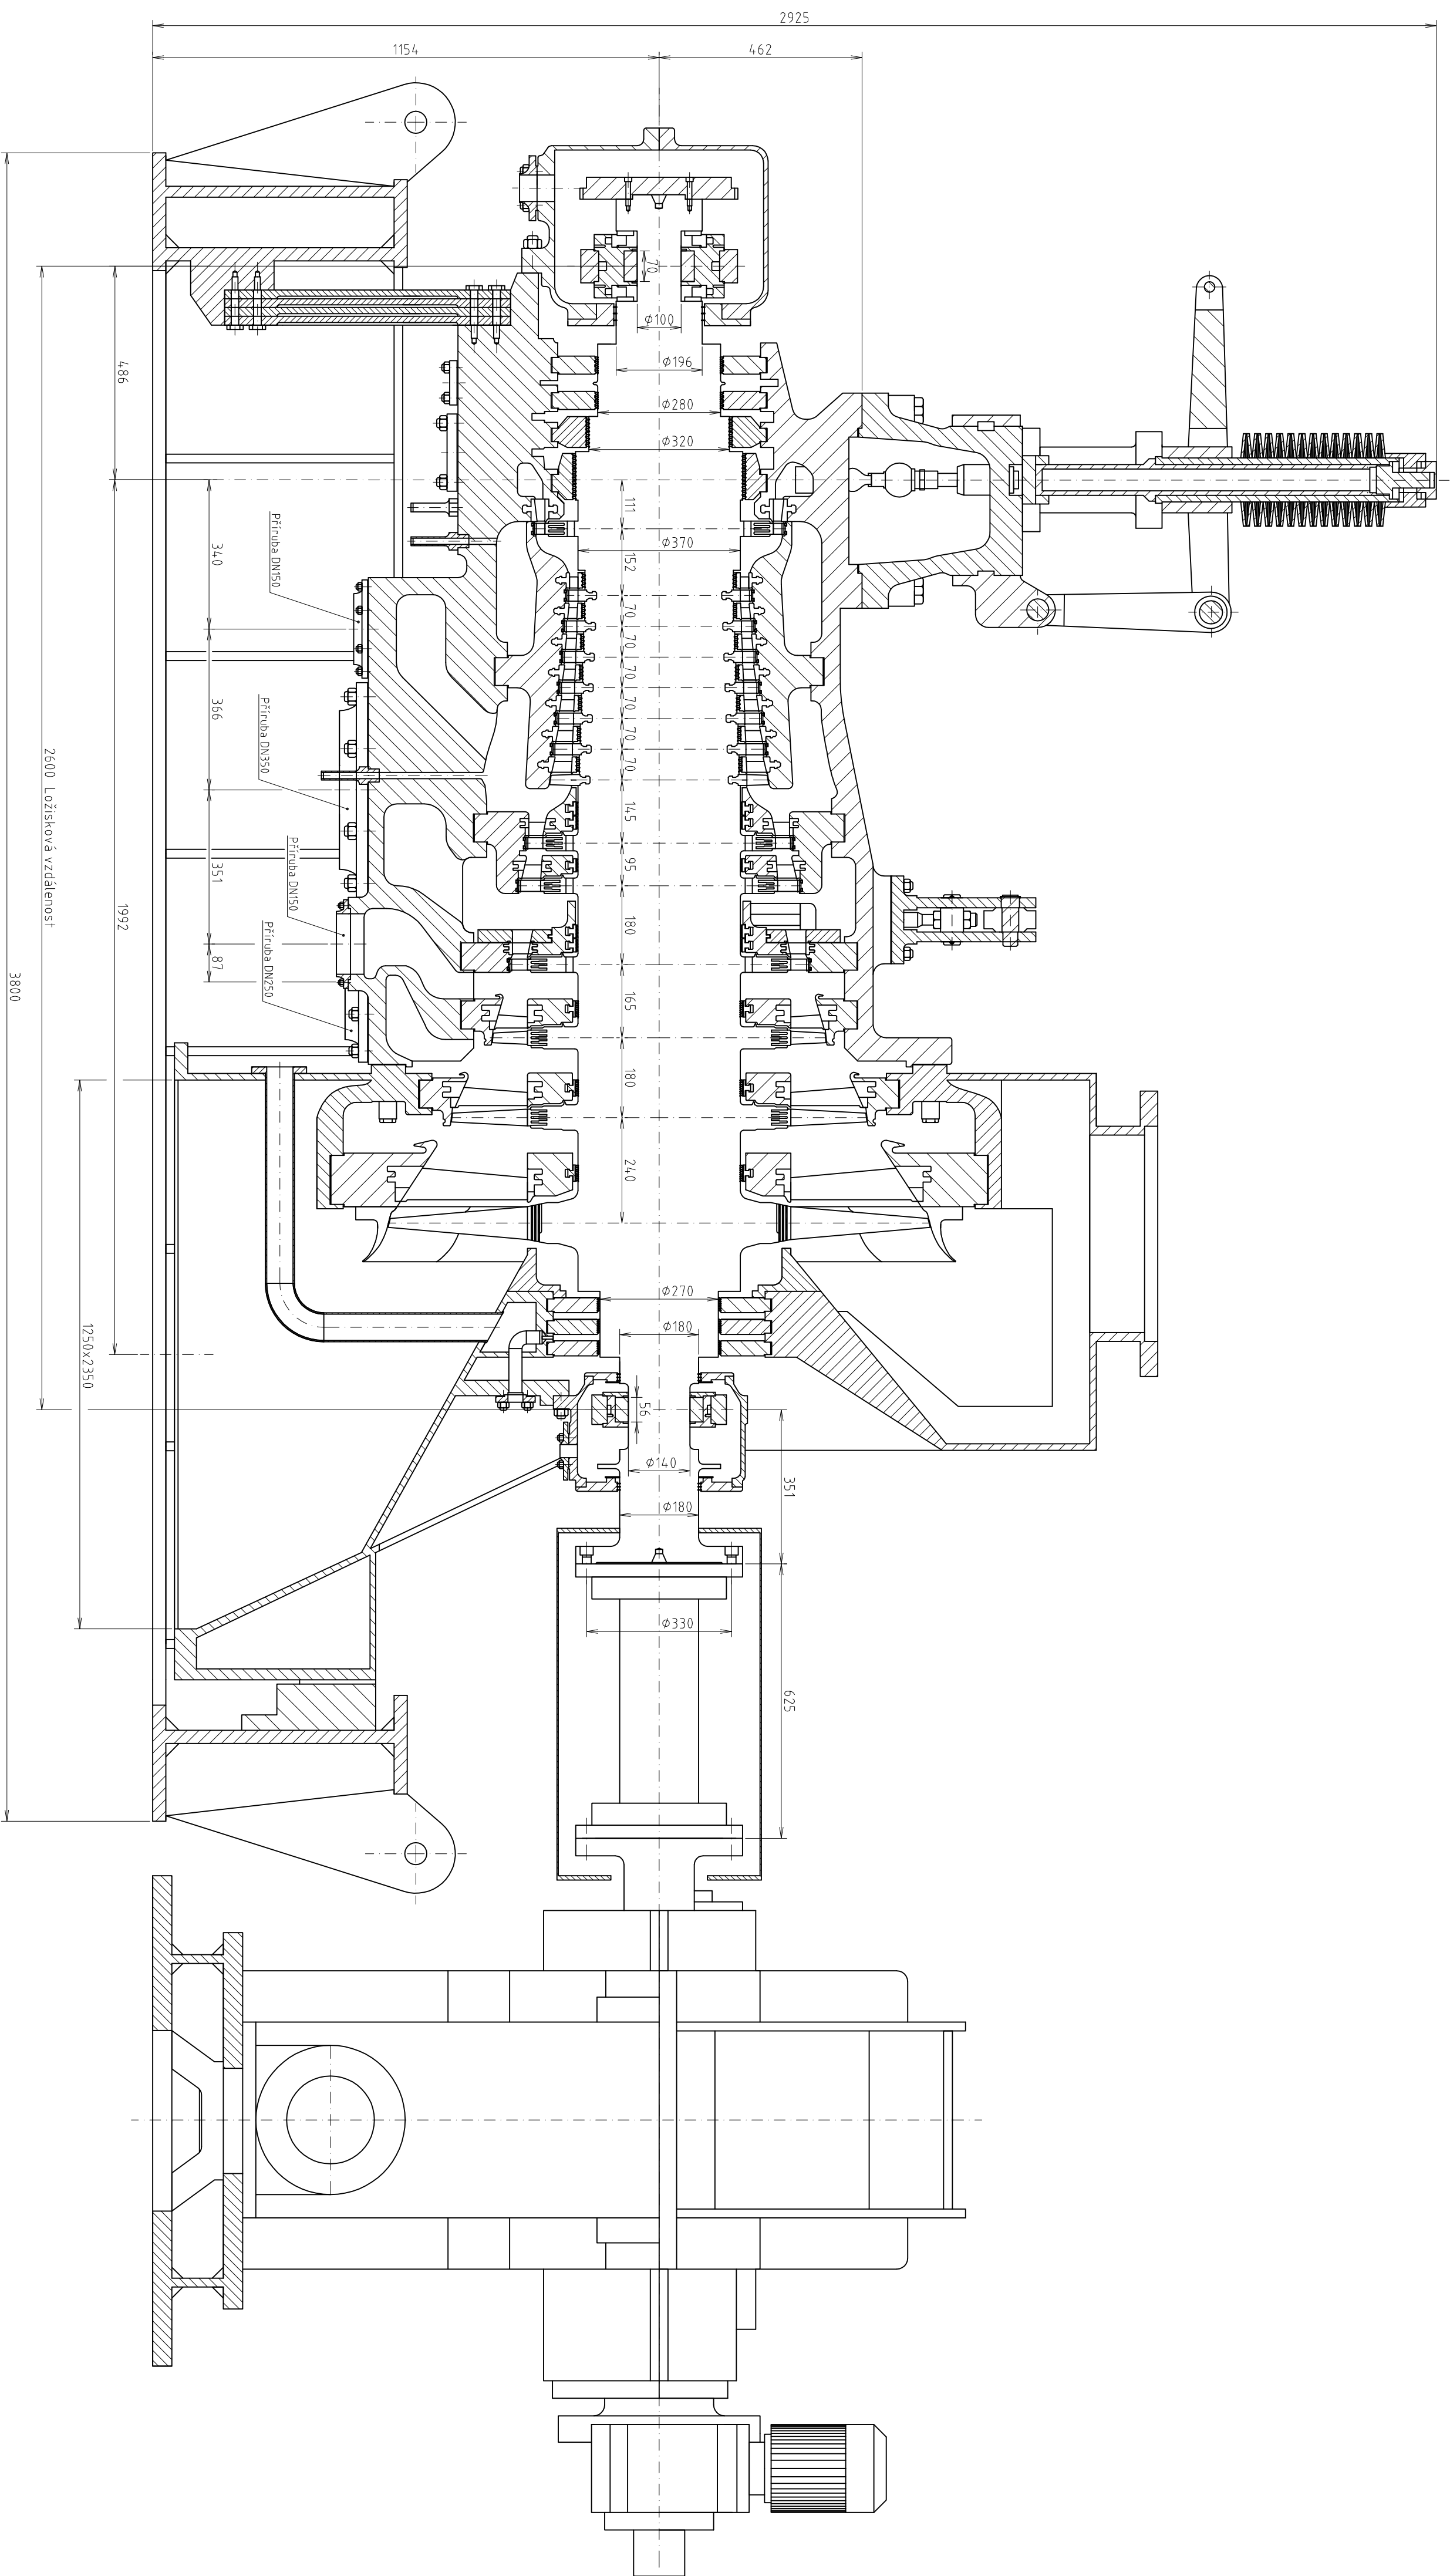 2925
1154
462
70
Ø100
Ø196
Ø280
Ø320
111
Ø370
152
70
70
70
70
70
70
145
95
180
165
180
240
Ø270
Ø180
56
Ø140
Ø180
351
Ø330
625
486
340
Příruba DN150
366
Příruba DN350
351
Příruba DN150
87
Příruba DN250
1992
2600 Ložisková vzdálenost
3800
1250x2350